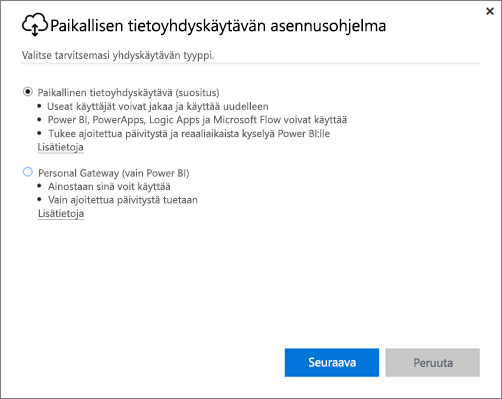 Paikallisen tietoyhdyskäytävän asennusohjelma
Valitse tarvitsemasi yhdyskäytävän tyyppi.
Paikallinen tietoyhdyskäytävä (suositus)
• Useat käyttäjät voivat jakaa ja käyttää uudelleen
• Power BI, PowerApps, Logic Apps ja Microsoft Flow voivat käyttää
• Tukee ajoitettua päivitystä ja reaaliaikaista kyselyä Power BI:lle
Lisätietoja
Personal Gateway (vain Power BI)
• Ainostaan sinä voit käyttää
• Vain ajoitettua päivitystä tuetaan
Lisätietoja
Seuraava
Peruuta